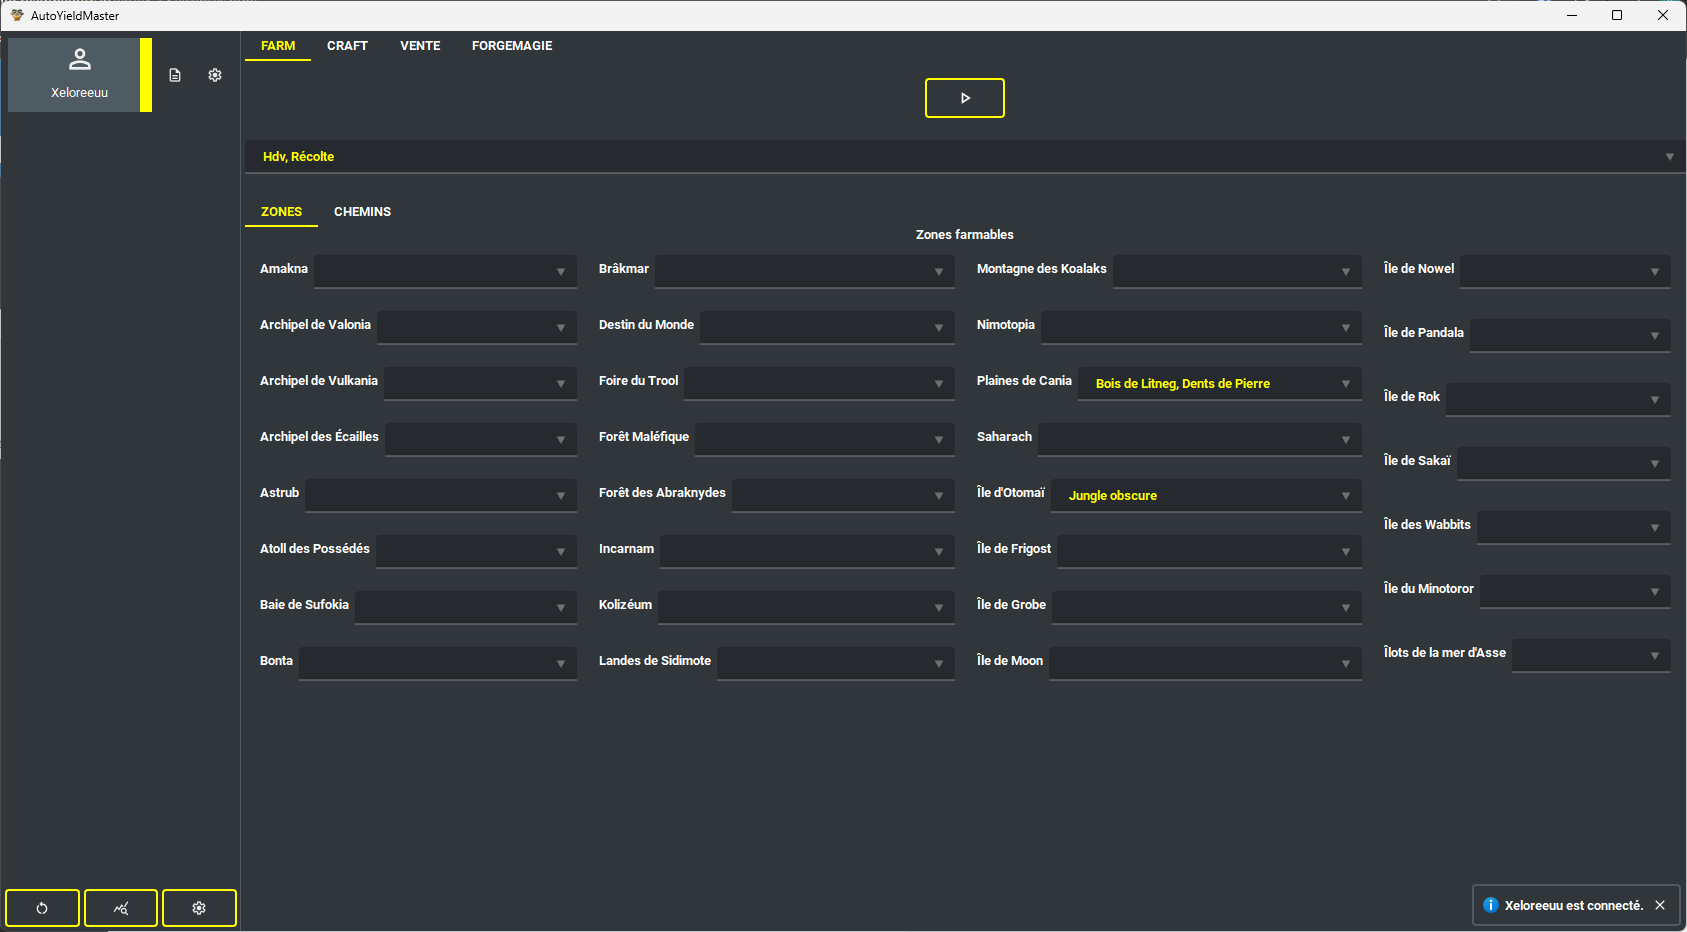 AutoYieldMaster
Xeloreeuu
FARM CRAFT VENTE FORGEMAGIE
Hdv, Récolte
ZONES CHEMINS
Zones farmables
Amakna
Archipel de Valonia
Archipel de Vulkania
Archipel des Écailles
Astrub
Atoll des Possédés
Baie de Sufokia
Bonta
Brâkmar
Destin du Monde
Foire du Trool
Forêt Maléfique
Forêt des Abraknydes
Incarnam
Kolizéum
Landes de Sidimote
Montagne des Koalaks
Nimotopia
Plaines de Cania Bois de Litneg, Dents de Pierre
Saharach
Île d'Otomaï Jungle obscure
Île de Frigost
Île de Grobe
Île de Moon
Île de Nowel
Île de Pandala
Île de Rok
Île de Sakaï
Île des Wabbits
Île du Minotoror
Îlots de la mer d'Asse
Xeloreeuu est connecté.